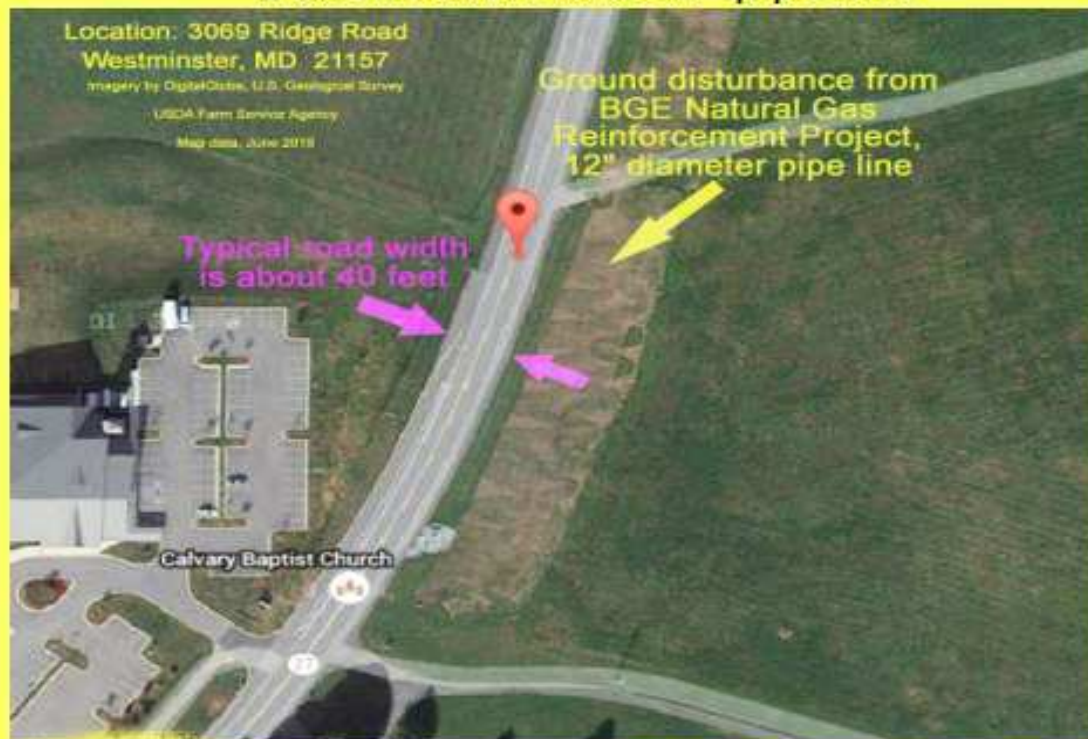 Location: 3069 Ridge Road
Westminster, MD 21157
Imagery by DigitalGlobe, U.S. Geological Survey
USDA Farm Service Agency
Map data, June 2015
Ground disturbance from
BGE Natural Gas
Reinforcement Project,
12" diameter pipe line
Typical road width
is about 40 feet
Calvary Baptist Church
27